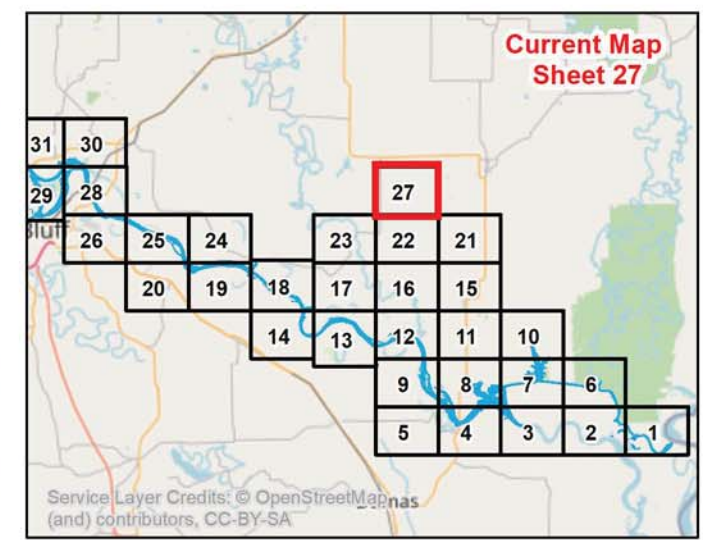 Current Map
Sheet 27
31 30
29 28 27
Bluff
26 25 24 23 22 21
20 19 18 17 16 15
14 13 12 11 10
9 8 7 6
5 4 3 2 1
Service Layer Credits: © OpenStreetMap
(and) contributors, CC-BY-SA